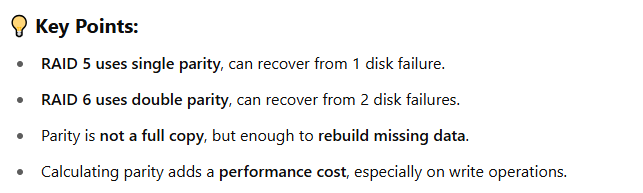 💡 Key Points:
• RAID 5 uses single parity, can recover from 1 disk failure.
• RAID 6 uses double parity, can recover from 2 disk failures.
• Parity is not a full copy, but enough to rebuild missing data.
• Calculating parity adds a performance cost, especially on write operations.